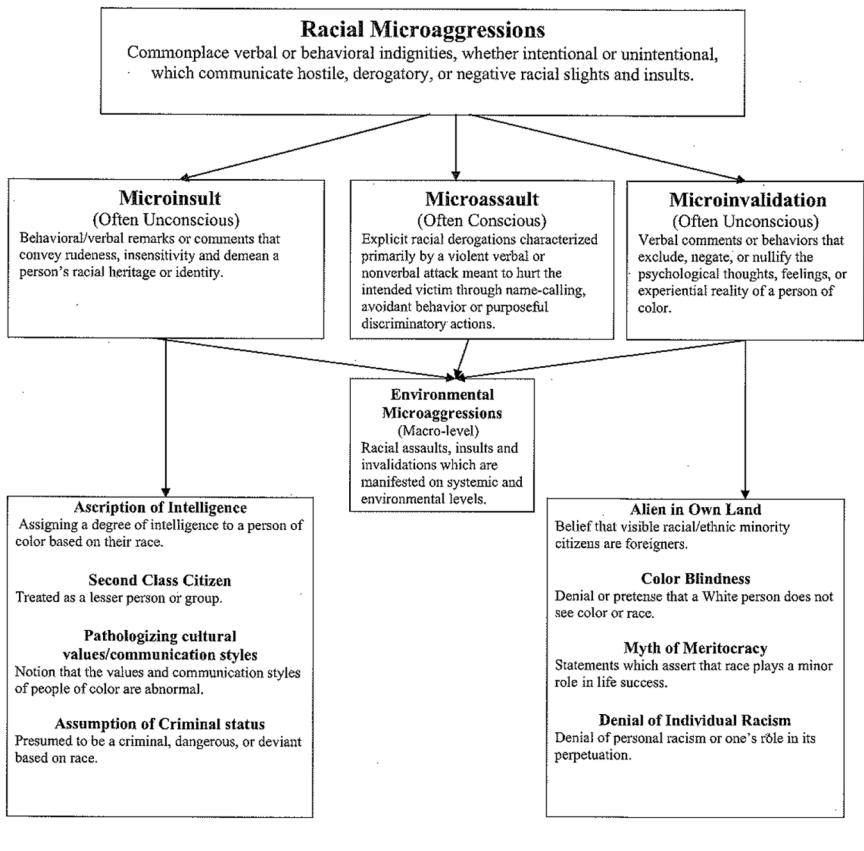 Racial Microaggressions
Commonplace verbal or behavioral indignities, whether intentional or unintentional,
which communicate hostile, derogatory, or negative racial slights and insults.
Microinsult
(Often Unconscious)
Behavioral/verbal remarks or comments that
convey rudeness, insensitivity and demean a
person's racial heritage or identity.
Microassault
(Often Conscious)
Explicit racial derogations characterized
primarily by a violent verbal or
nonverbal attack meant to hurt the
intended victim through name-calling,
avoidant behavior or purposeful
discriminatory actions.
Microinvalidation
(Often Unconscious)
Verbal comments or behaviors that
exclude, negate, or nullify the
psychological thoughts, feelings, or
experiential reality of a person of
color.
Environmental
Microaggressions
(Macro-level)
Racial assaults, insults and
invalidations which are
manifested on systemic and
environmental levels.
Ascription of Intelligence
Assigning a degree of intelligence to a person of
color based on their race.
Second Class Citizen
Treated as a lesser person or group.
Pathologizing cultural
values/communication styles
Notion that the values and communication styles
of people of color are abnormal.
Assumption of Criminal status
Presumed to be a criminal, dangerous, or deviant
based on race.
Alien in Own Land
Belief that visible racial/ethnic minority
citizens are foreigners.
Color Blindness
Denial or pretense that a White person does not
see color or race.
Myth of Meritocracy
Statements which assert that race plays a minor
role in life success.
Denial of Individual Racism
Denial of personal racism or one's role in its
perpetuation.